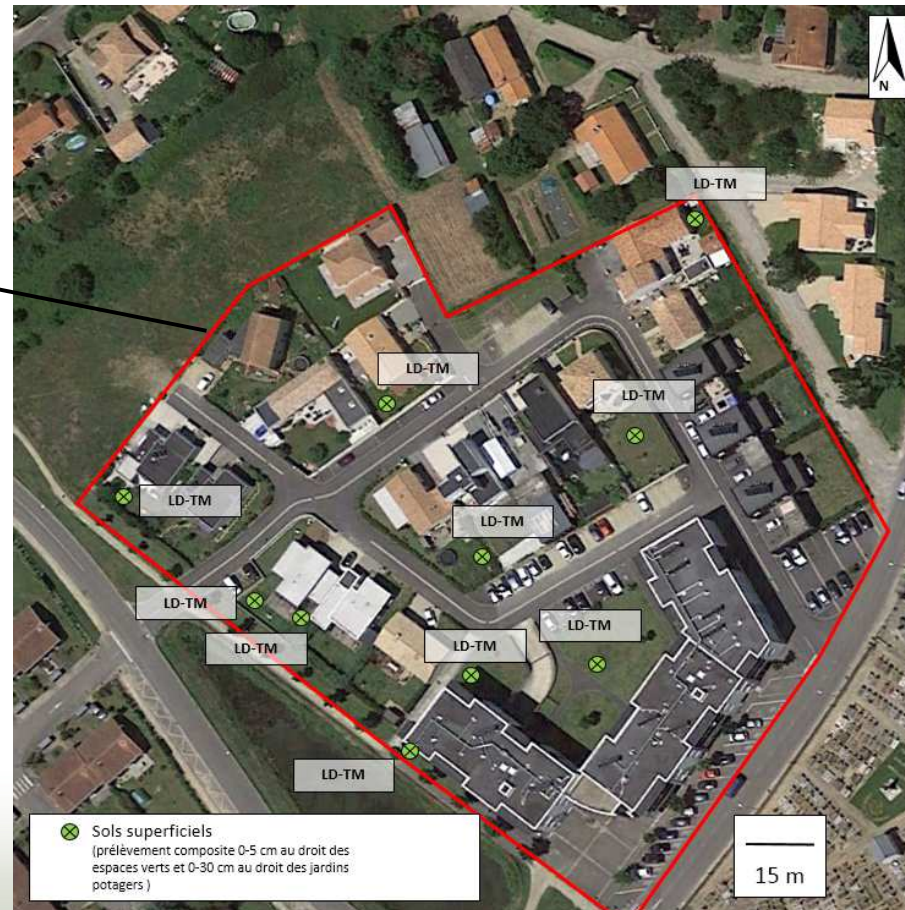 N
LD-TM
LD-TM
LD-TM
LD-TM
LD-TM
LD-TM
LD-TM
LD-TM
LD-TM
LD-TM
Sols superficiels
(prélèvement composite 0-5 cm au droit des
espaces verts et 0-30 cm au droit des jardins
potagers )
15 m